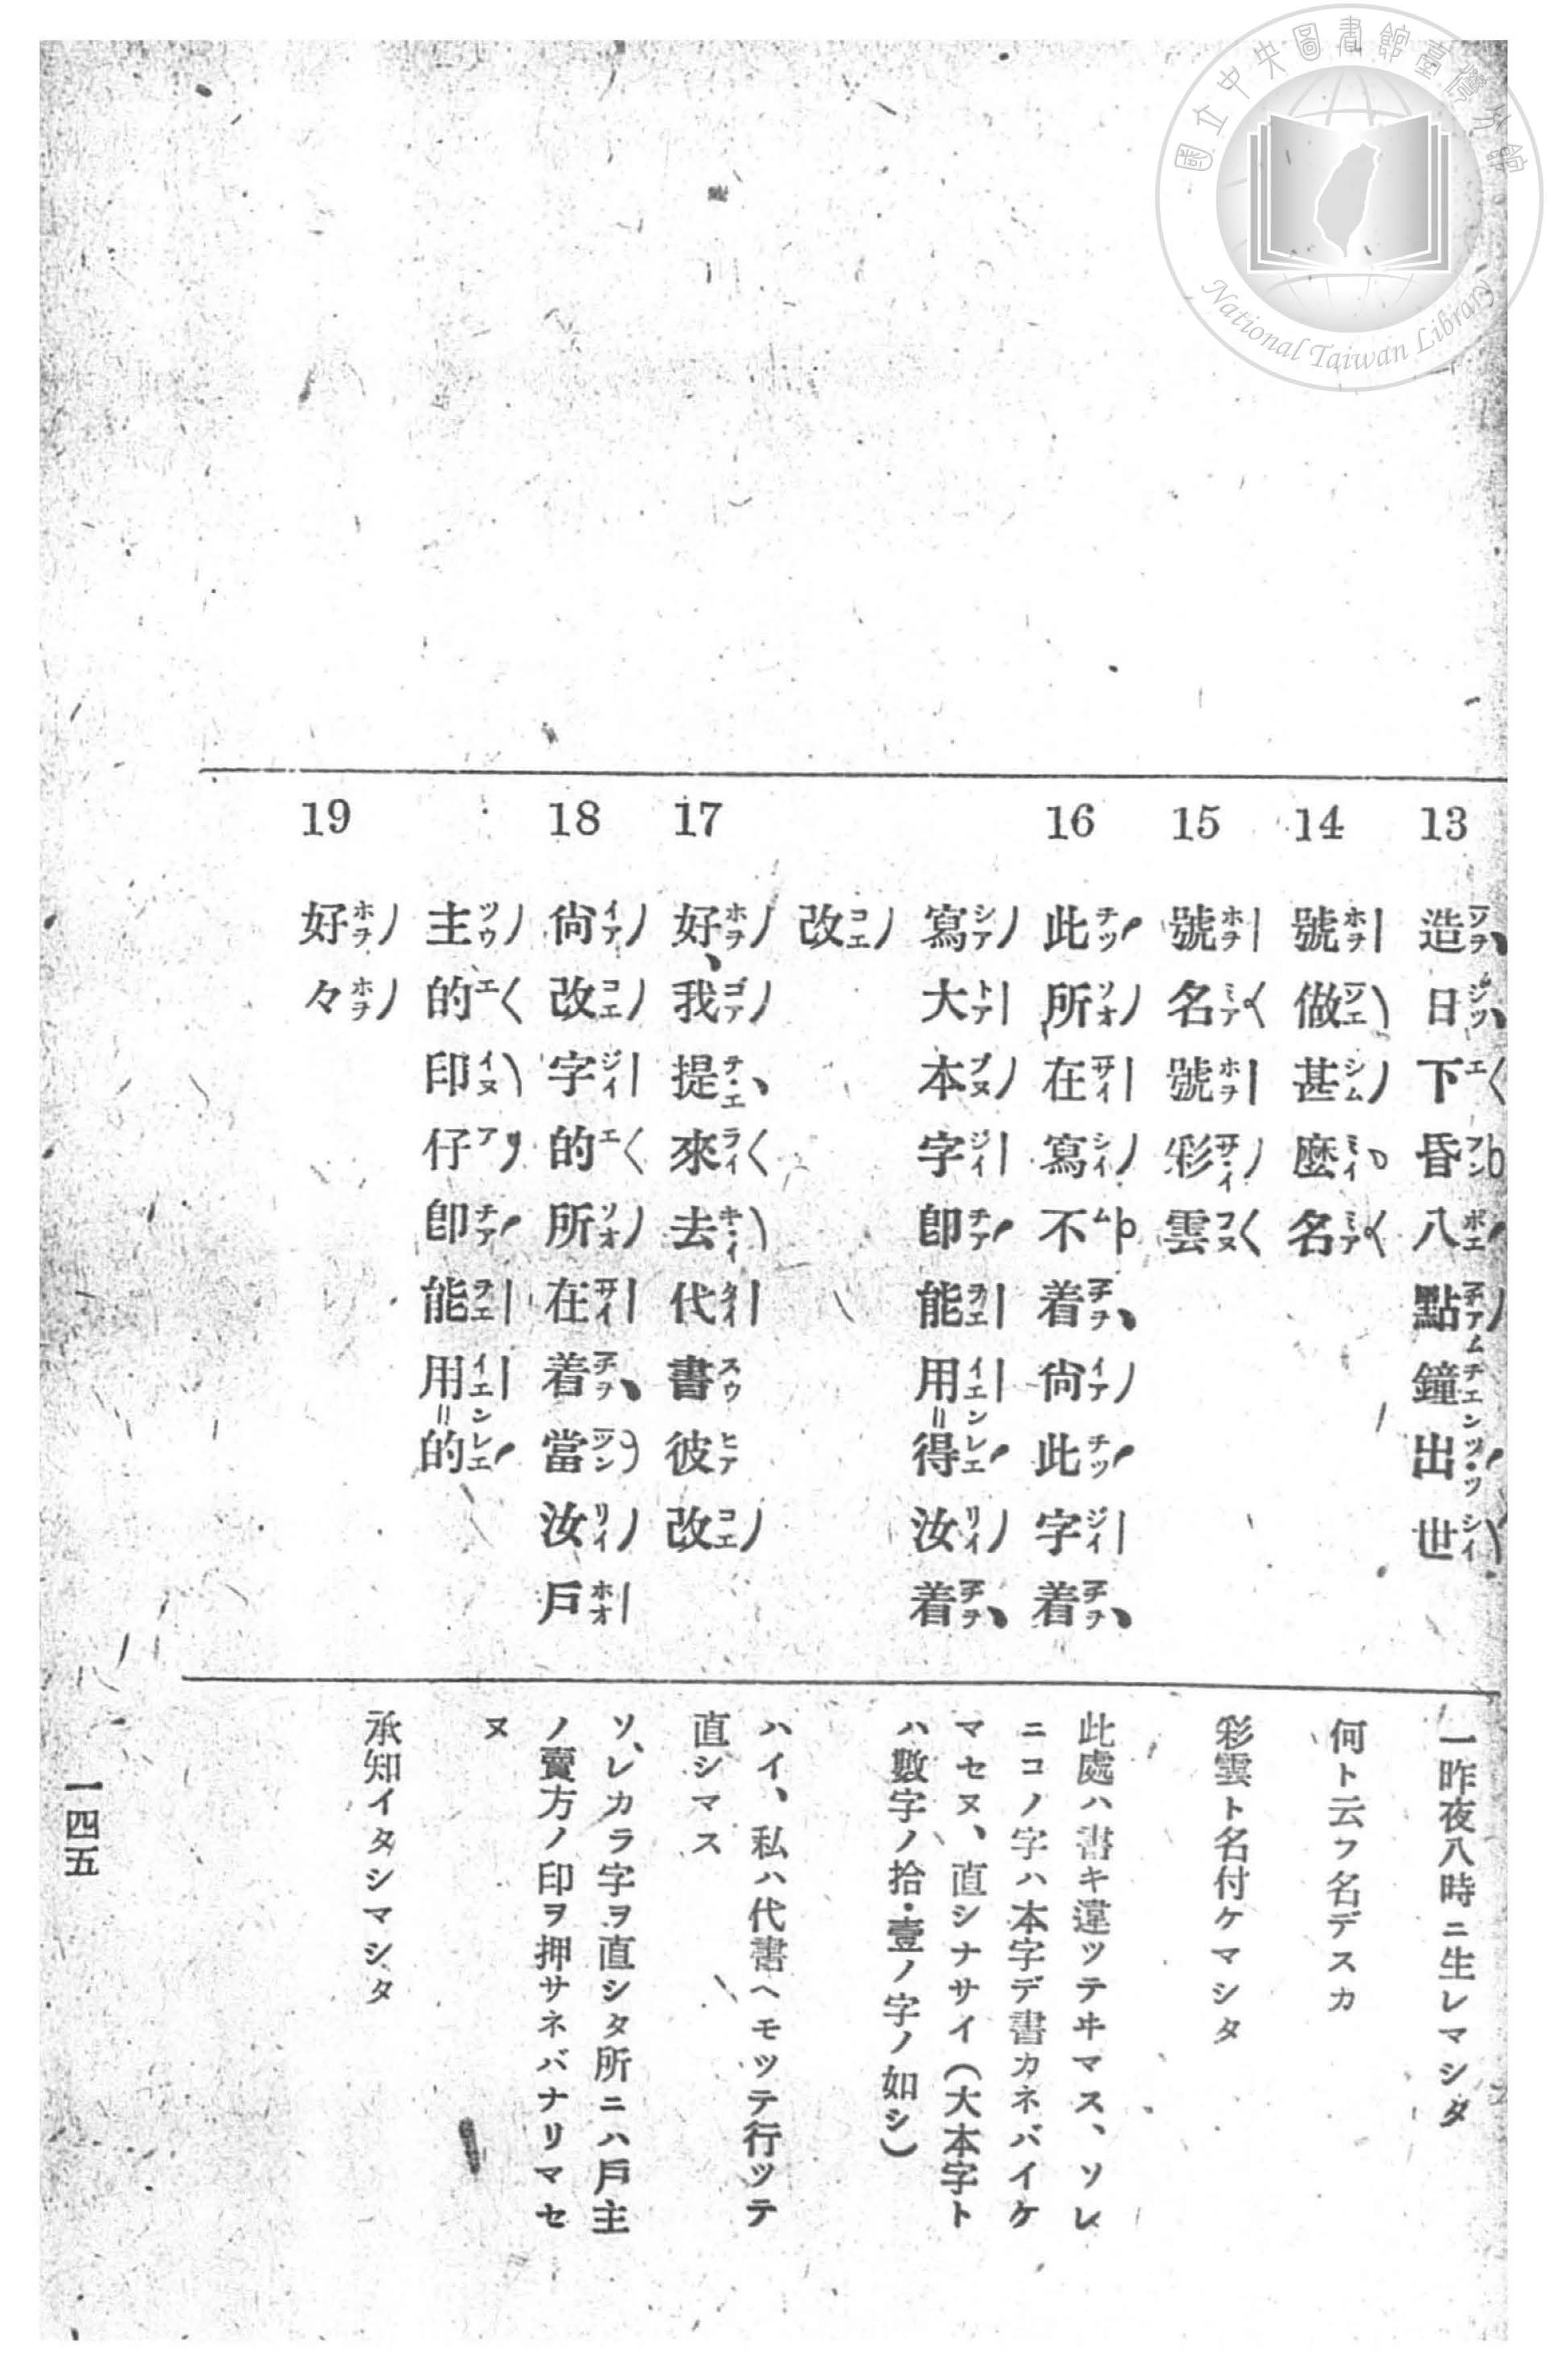 國立中央圖書館臺灣分館
National Taiwan Library
13
造日下昏八點鐘出世
14
號做甚麼名
15
號名號彩雲
16
此所在寫不着尙此字着
寫大本字卽能用得汝着
改
17
好、我提來去代書彼改
18
尙改字的所在着當汝戶
主的印仔卽能用的
19
好々
一昨夜八時ニ生レマシタ
何ト云フ名デスカ
彩雲ト名付ケマシタ
此處ハ書キ違ツテヰマス、ソレ
ニコノ字ハ本字デ書カネバイケ
マセヌ、直シナサイ(大本字ト
ハ數字ノ拾・壹ノ字ノ如シ)
ハイ、私ハ代書ヘモツテ行ツテ
直シマス
ソレカラ字ヲ直シタ所ニハ戶主
ノ賣方ノ印ヲ押サネバナリマセ
ヌ
承知イタシマシタ
一四五